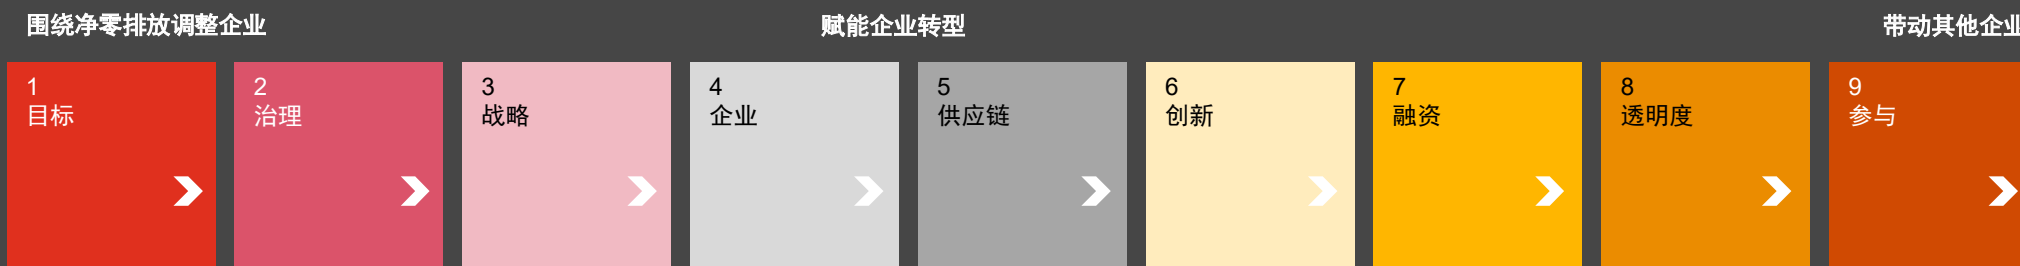 围绕净零排放调整企业
赋能企业转型
带动其他企业
1
目标
2
治理
3
战略
4
企业
5
供应链
6
创新
7
融资
8
透明度
9
参与